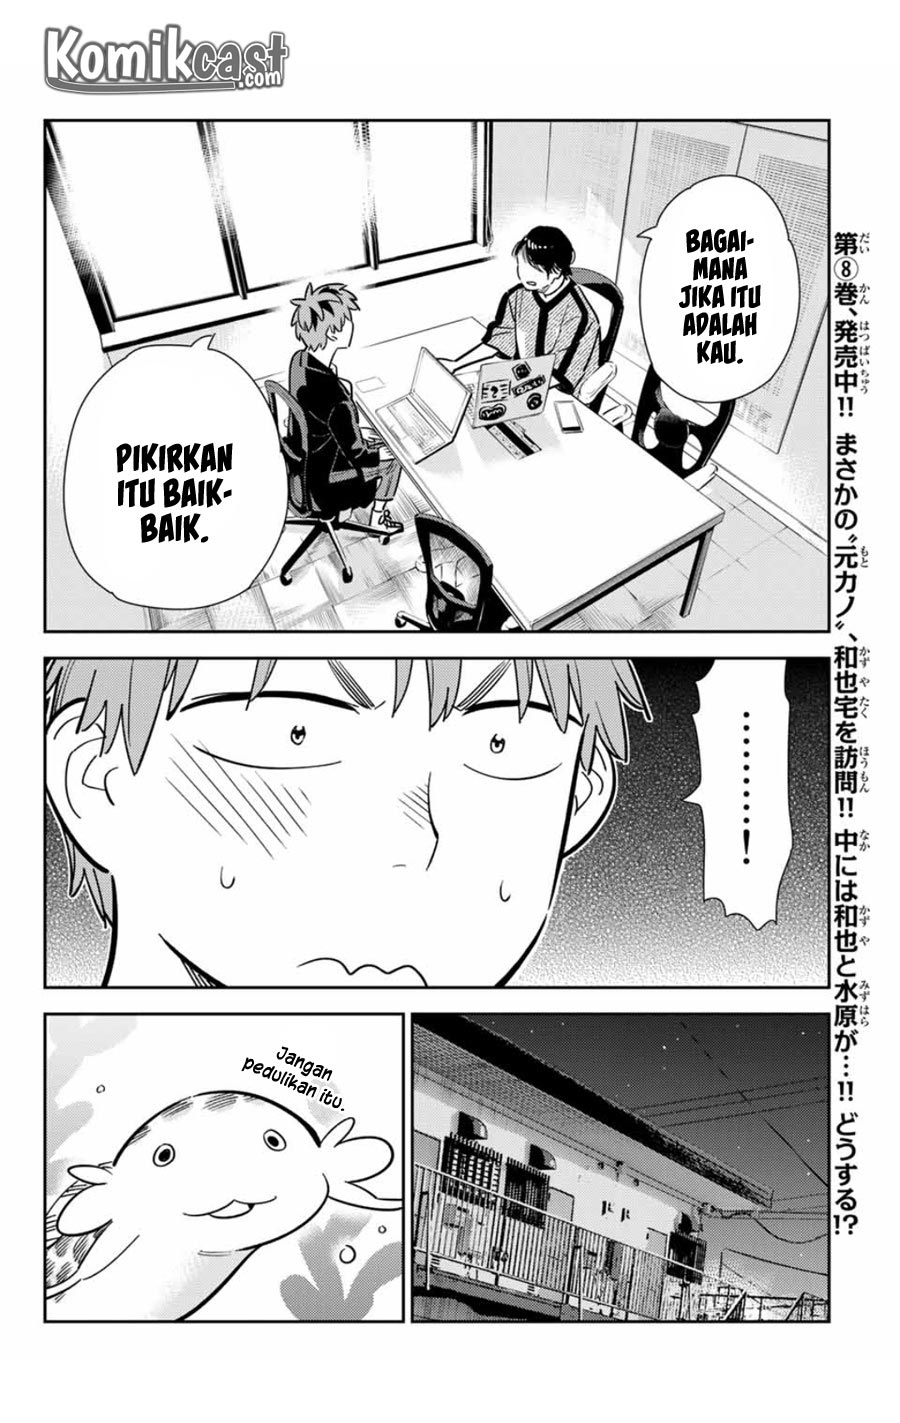 Komikcast
.com
BAGAI-
MANA
JIKA ITU
ADALAH
KAU.
PIKIRKAN
ITU BAIK-
BAIK.
.........!
Jangan
pedulikan itu.
第⑧巻、発売中!! まさかの〝元カノ〟、和也宅を訪問!! 中には和也と水原が…!! どうする!?